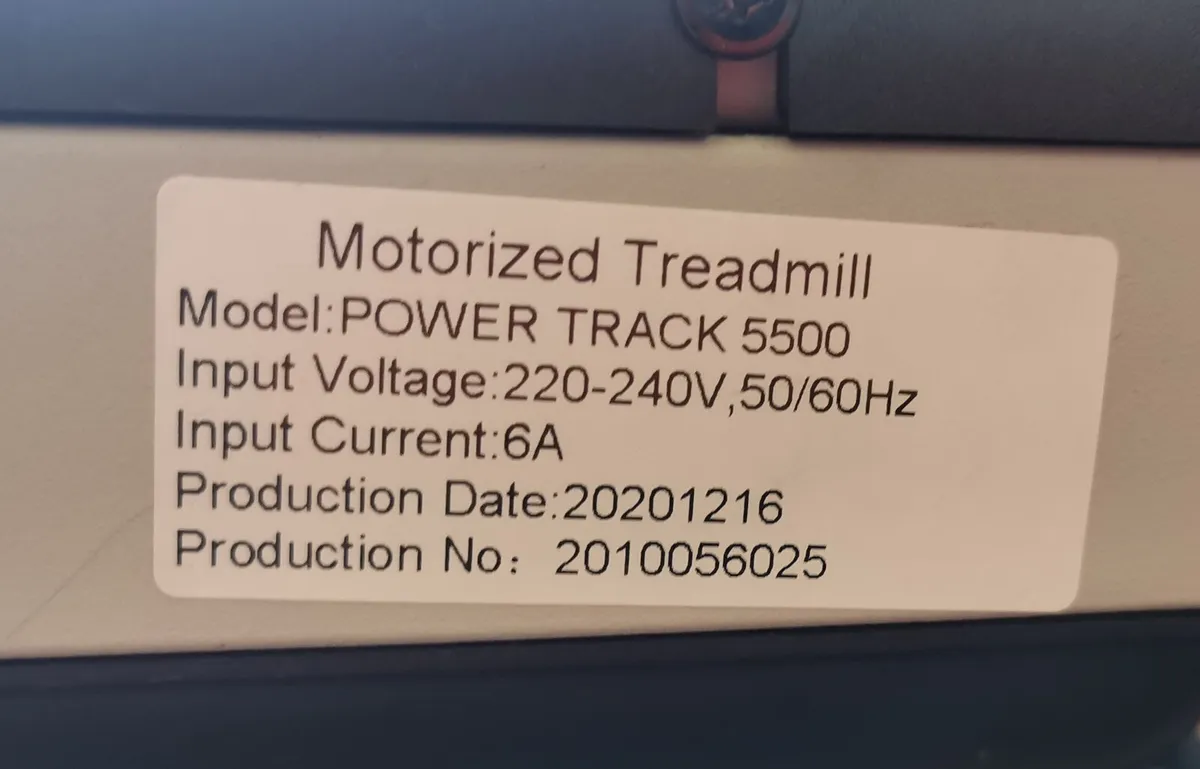 Motorized Treadmill
Model:POWER TRACK 5500
Input Voltage:220-240V,50/60Hz
Input Current:6A
Production Date:20201216
Production No： 2010056025